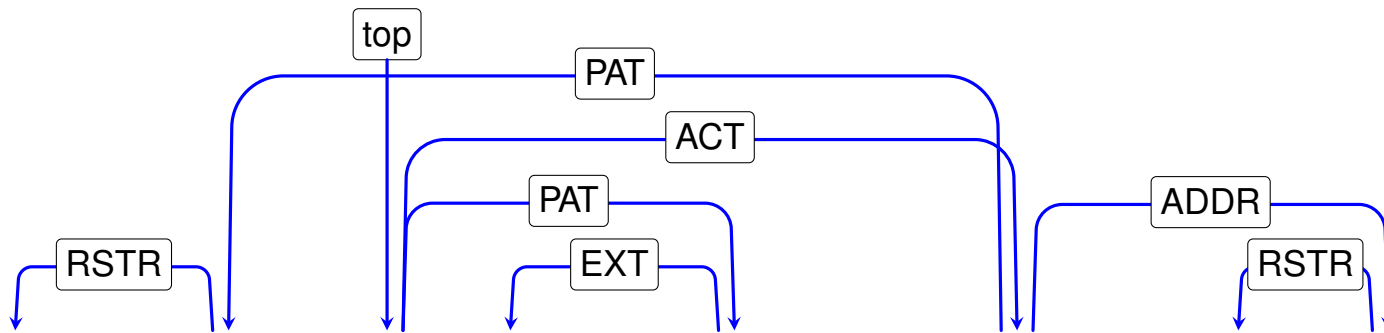 top
PAT
ACT
PAT
ADDR
RSTR EXT RSTR